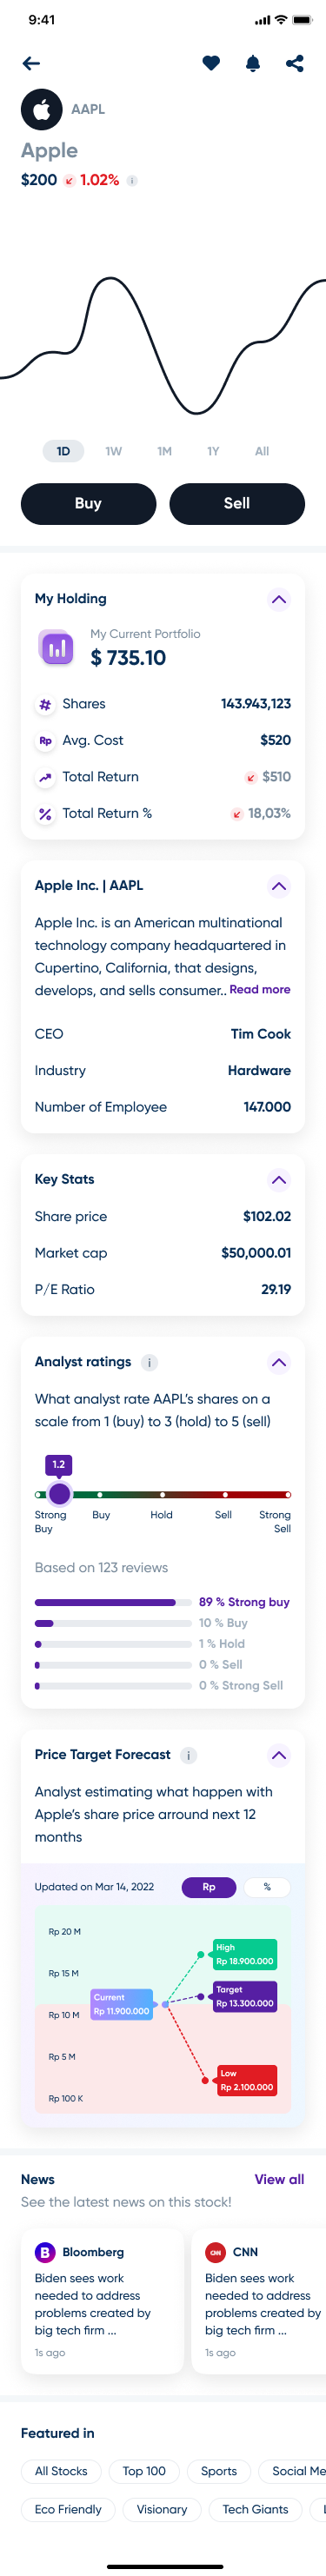 9:41
AAPL
Apple
$200 1.02%
1D 1W 1M 1Y All
Buy Sell
My Holding
My Current Portfolio
$ 735.10
Shares 143.943,123
Rp Avg. Cost $520
Total Return $510
Total Return % 18,03%
Apple Inc. | AAPL
Apple Inc. is an American multinational
technology company headquartered in
Cupertino, California, that designs,
develops, and sells consumer.. Read more
CEO Tim Cook
Industry Hardware
Number of Employee 147.000
Key Stats
Share price $102.02
Market cap $50,000.01
P/E Ratio 29.19
Analyst ratings i
What analyst rate AAPL's shares on a
scale from 1 (buy) to 3 (hold) to 5 (sell)
1.2
Strong Buy Hold Sell Strong
Buy Sell
Based on 123 reviews
89 % Strong buy
10 % Buy
1 % Hold
0 % Sell
0 % Strong Sell
Price Target Forecast i
Analyst estimating what happen with
Apple's share price arround next 12
months
Updated on Mar 14, 2022 Rp %
Rp 20 M
High
Rp 18.900.000
Rp 15 M
Target
Rp 13.300.000
Current
Rp 11.900.000
Rp 10 M
Rp 5 M
Low
Rp 2.100.000
Rp 100 K
News View all
See the latest news on this stock!
B Bloomberg
Biden sees work
needed to address
problems created by
big tech firm ...
1s ago
CNN CNN
Biden sees work
needed to address
problems created by
big tech firm ...
1s ago
Featured in
All Stocks Top 100 Sports Social Me
Eco Friendly Visionary Tech Giants